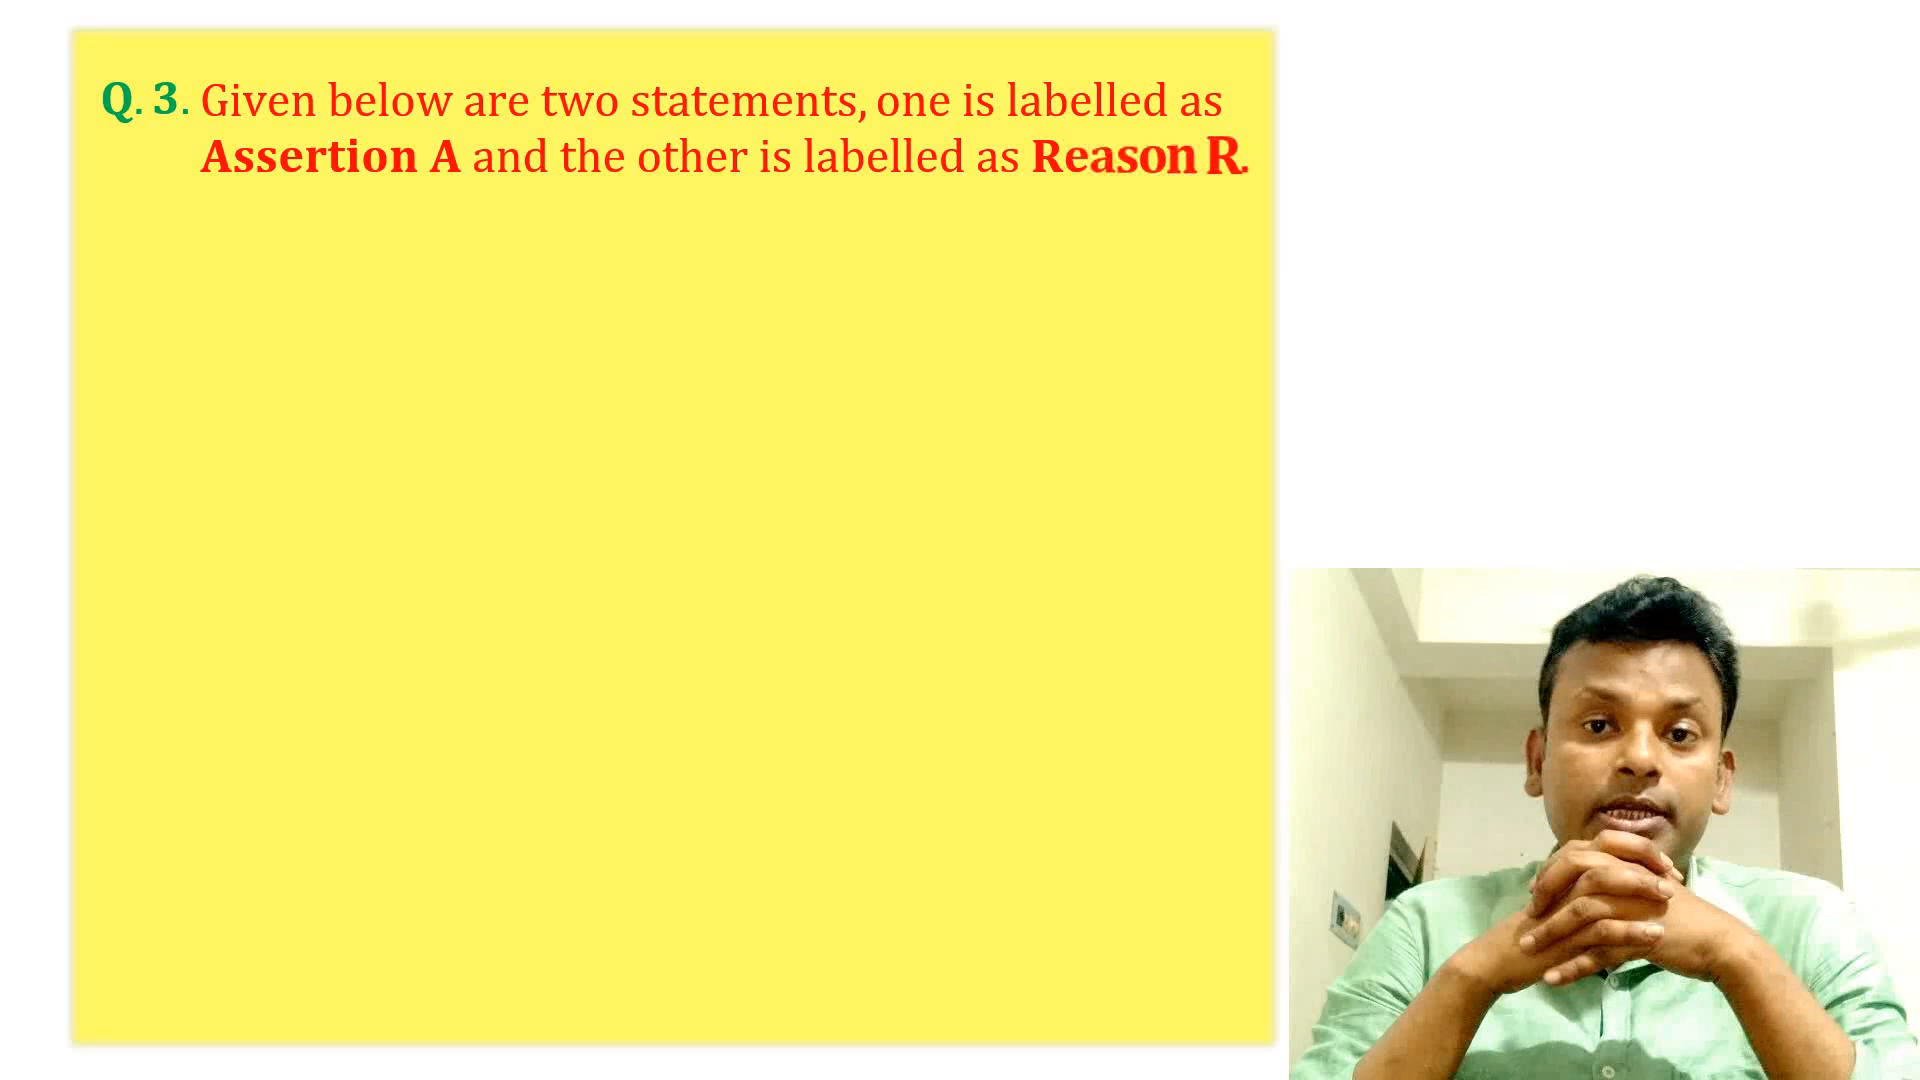 Q. 3. Given below are two statements, one is labelled as
Assertion A and the other is labelled as Reason R.